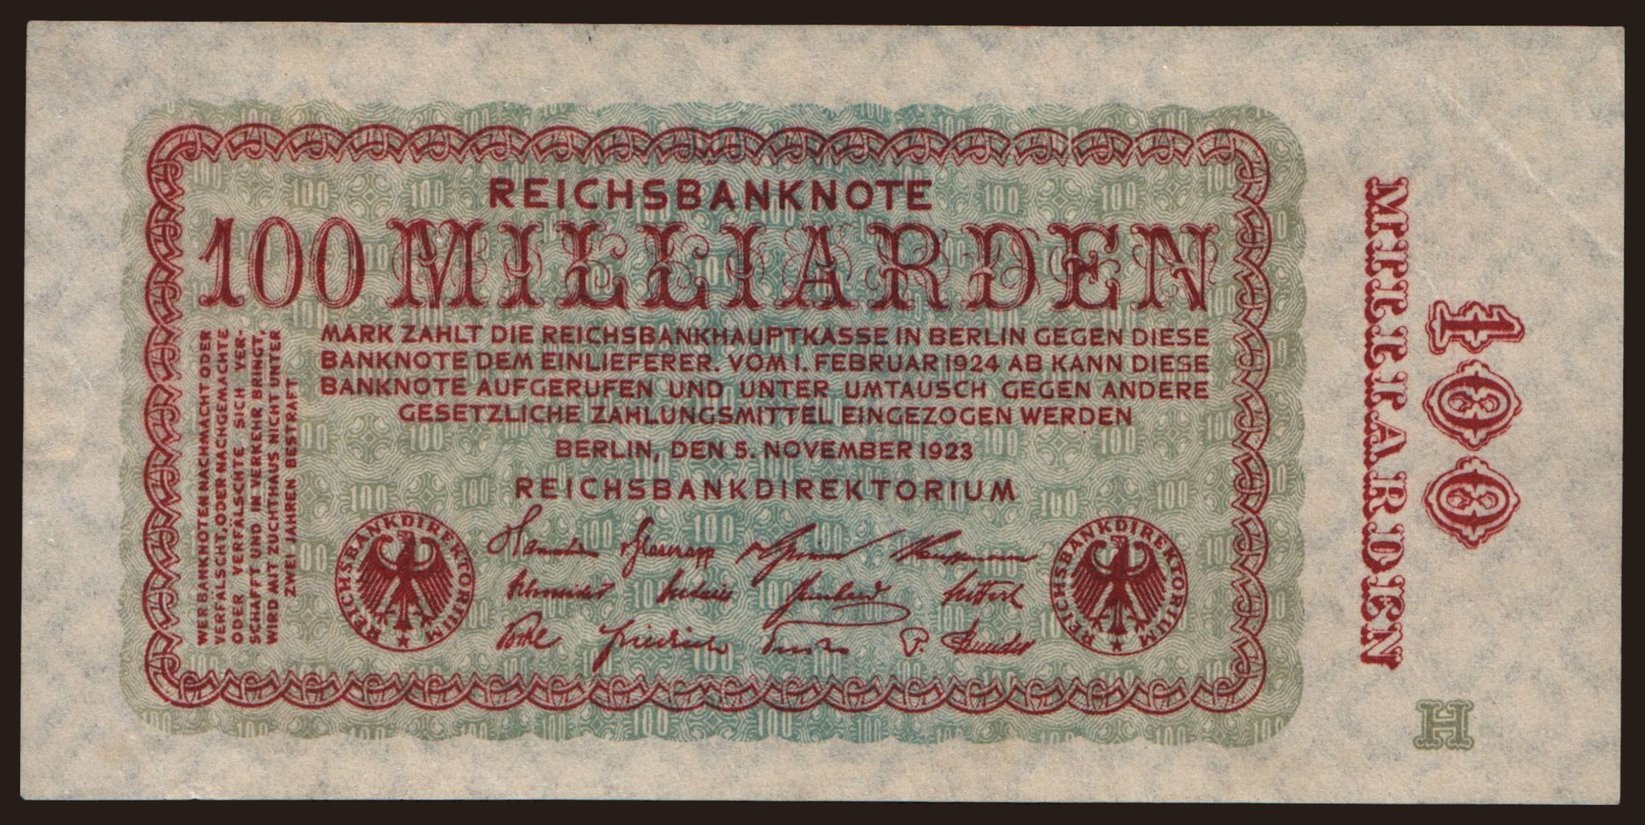 REICHSBANKNOTE
100 MILLIARDEN
MARK ZAHLT DIE REICHSBANKHAUPTKASSE IN BERLIN GEGEN DIESE
BANKNOTE DEM EINLIEFERER. VOM 1. FEBRUAR 1924 AB KANN DIESE
BANKNOTE AUFGERUFEN UND UNTER UMTAUSCH GEGEN ANDERE
GESETZLICHE ZAHLUNGSMITTEL EINGEZOGEN WERDEN
BERLIN, DEN 5. NOVEMBER 1923
REICHSBANKDIREKTORIUM
WER BANKNOTEN NACHMACHT ODER
VERFÄLSCHT, ODER NACHGEMACHTE
ODER VERFÄLSCHTE SICH VER-
SCHAFFT UND IN VERKEHR BRINGT,
WIRD MIT ZUCHTHAUS NICHT UNTER
ZWEI JAHREN BESTRAFT
REICHSBANKDIREKTORIUM
REICHSBANKDIREKTORIUM
100
MILLIARDEN
H